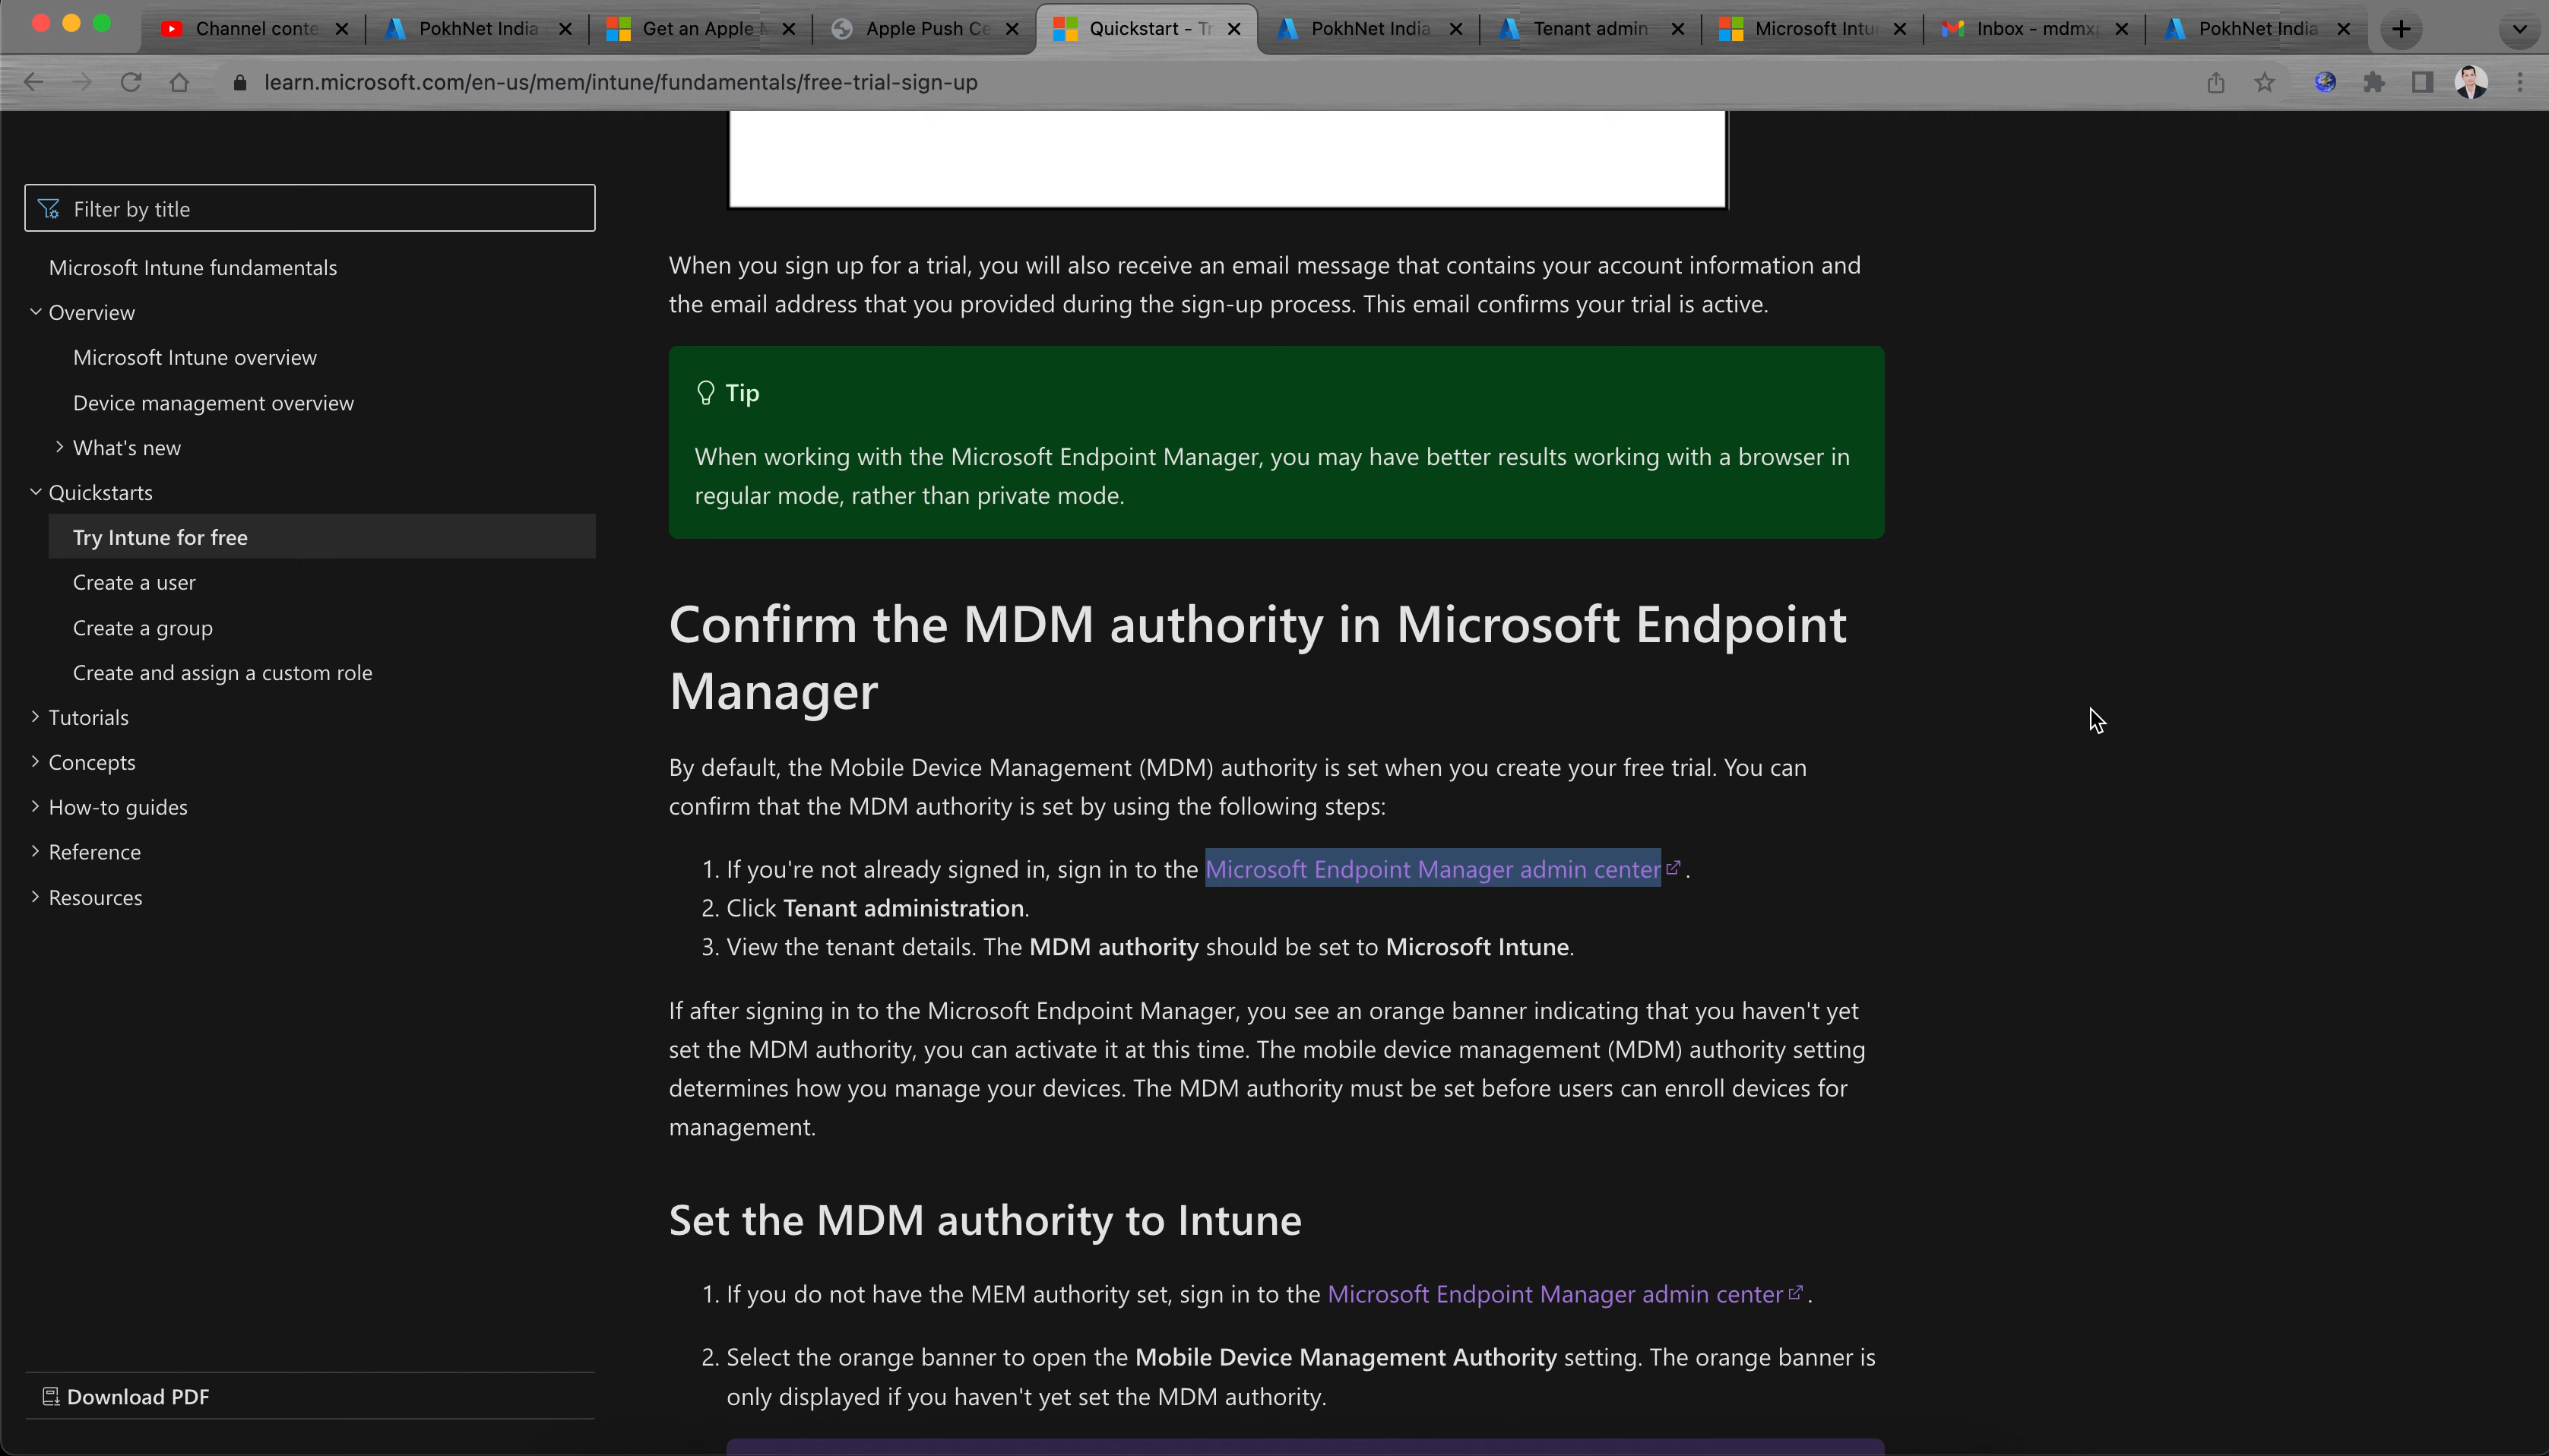 Channel conte
PokhNet India
Get an Apple
Apple Push Ce
Quickstart - Tr
PokhNet India
Tenant admin
Microsoft Intun
Inbox - mdmxp
PokhNet India
learn.microsoft.com/en-us/mem/intune/fundamentals/free-trial-sign-up
Filter by title
Microsoft Intune fundamentals
Overview
Microsoft Intune overview
Device management overview
What's new
Quickstarts
Try Intune for free
Create a user
Create a group
Create and assign a custom role
Tutorials
Concepts
How-to guides
Reference
Resources
Download PDF
When you sign up for a trial, you will also receive an email message that contains your account information and
the email address that you provided during the sign-up process. This email confirms your trial is active.
Tip
When working with the Microsoft Endpoint Manager, you may have better results working with a browser in
regular mode, rather than private mode.
Confirm the MDM authority in Microsoft Endpoint
Manager
By default, the Mobile Device Management (MDM) authority is set when you create your free trial. You can
confirm that the MDM authority is set by using the following steps:
1. If you're not already signed in, sign in to the Microsoft Endpoint Manager admin center.
2. Click Tenant administration.
3. View the tenant details. The MDM authority should be set to Microsoft Intune.
If after signing in to the Microsoft Endpoint Manager, you see an orange banner indicating that you haven't yet
set the MDM authority, you can activate it at this time. The mobile device management (MDM) authority setting
determines how you manage your devices. The MDM authority must be set before users can enroll devices for
management.
Set the MDM authority to Intune
1. If you do not have the MEM authority set, sign in to the Microsoft Endpoint Manager admin center.
2. Select the orange banner to open the Mobile Device Management Authority setting. The orange banner is
only displayed if you haven't yet set the MDM authority.